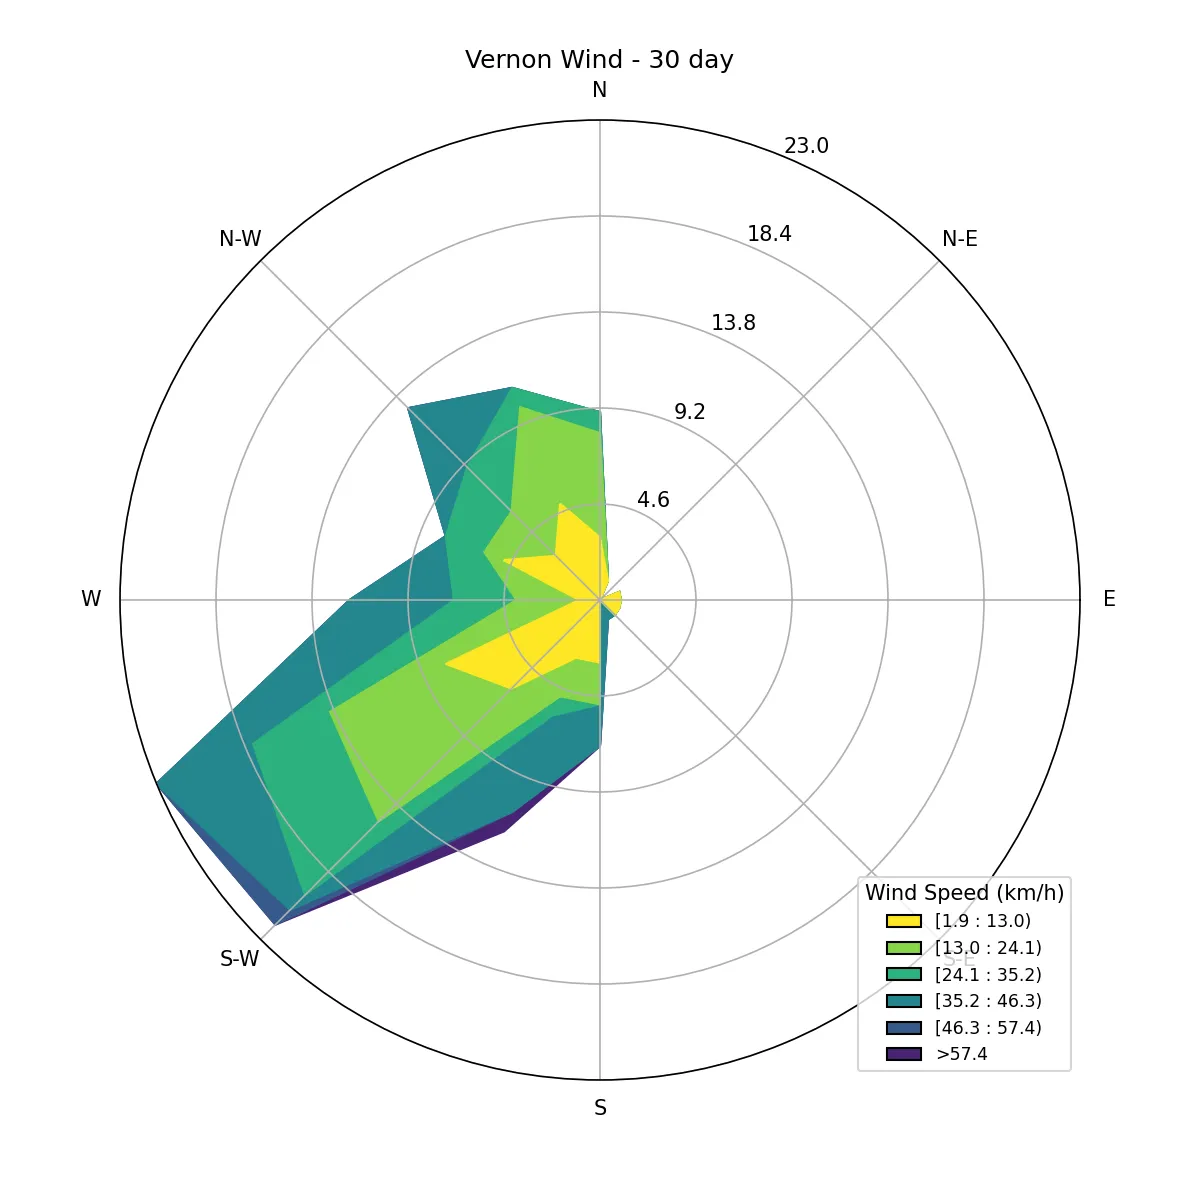 Vernon Wind - 30 day
N
23.0
N-W
18.4
N-E
13.8
9.2
4.6
W
E
S-W
S-E
S
Wind Speed (km/h)
[1.9 : 13.0)
[13.0 : 24.1)
[24.1 : 35.2)
[35.2 : 46.3)
[46.3 : 57.4)
>57.4